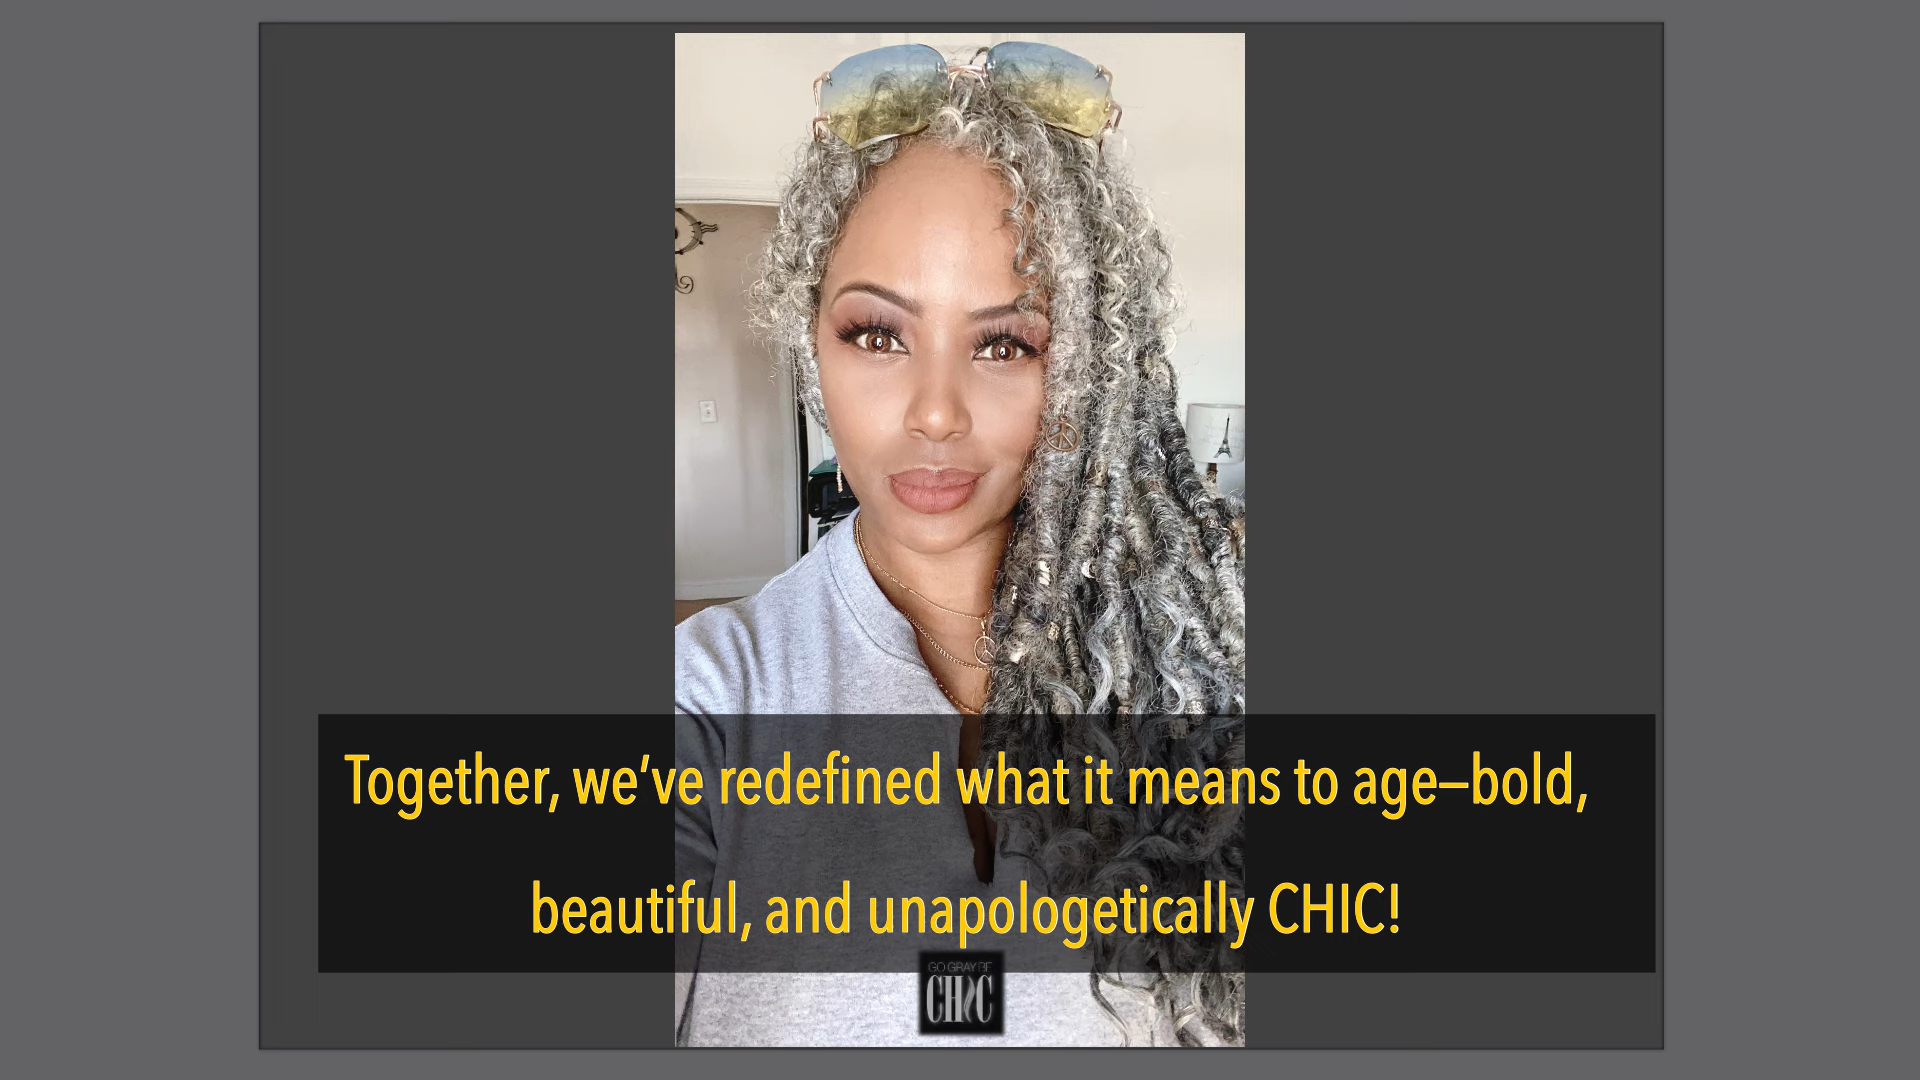 Together, we've redefined what it means to age—bold,
beautiful, and unapologetically CHIC!
GO GRAY BE
CHIC